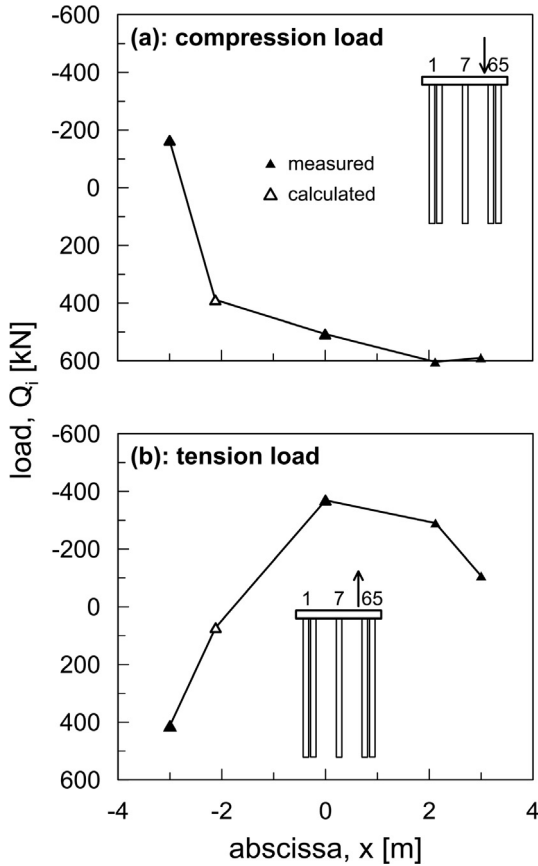 -600
(a): compression load
1 7 65
-400
-200
measured
0
calculated
200
400
600
load, Qi [kN]
-600
(b): tension load
-400
-200
0
1 7 65
200
400
600
-4 -2 0 2 4
abscissa, x [m]